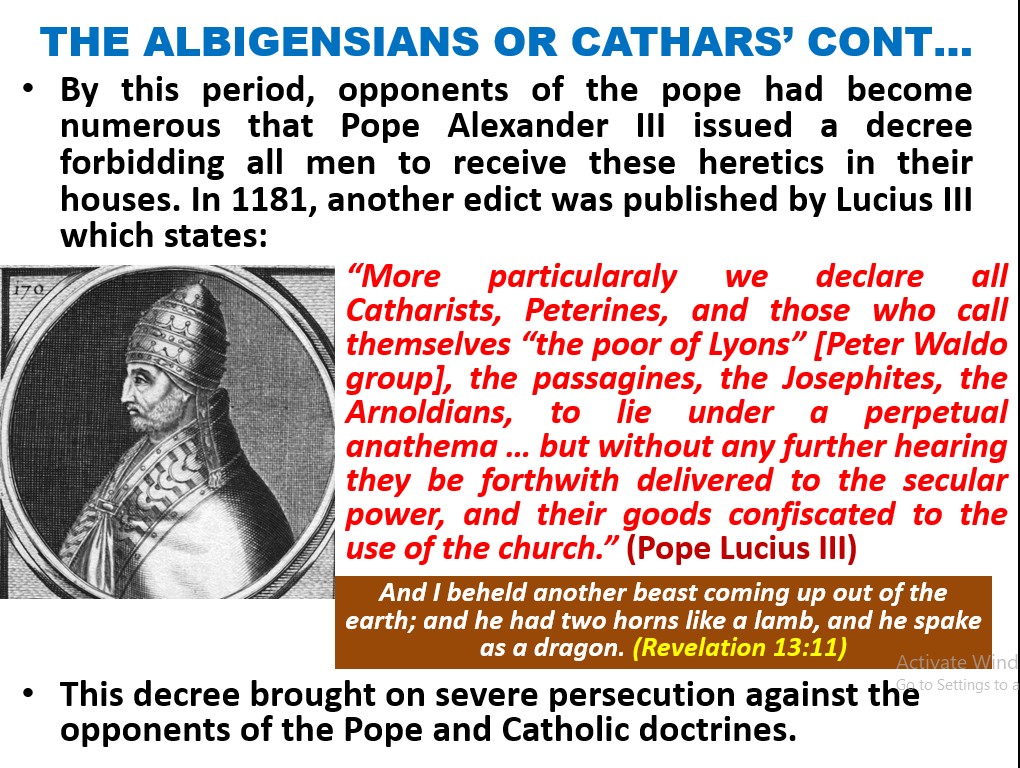 THE ALBIGENSIANS OR CATHARS’ CONT...
• By this period, opponents of the pope had become
numerous that Pope Alexander III issued a decree
forbidding all men to receive these heretics in their
houses. In 1181, another edict was published by Lucius III
which states:
170
“More particularaly we declare all
Catharists, Peterines, and those who call
themselves “the poor of Lyons” [Peter Waldo
group], the passagines, the Josephites, the
Arnoldians, to lie under a perpetual
anathema ... but without any further hearing
they be forthwith delivered to the secular
power, and their goods confiscated to the
use of the church.” (Pope Lucius III)
And I beheld another beast coming up out of the
earth; and he had two horns like a lamb, and he spake
as a dragon. (Revelation 13:11)
Activate Wind
Go to Settings to a
• This decree brought on severe persecution against the
opponents of the Pope and Catholic doctrines.